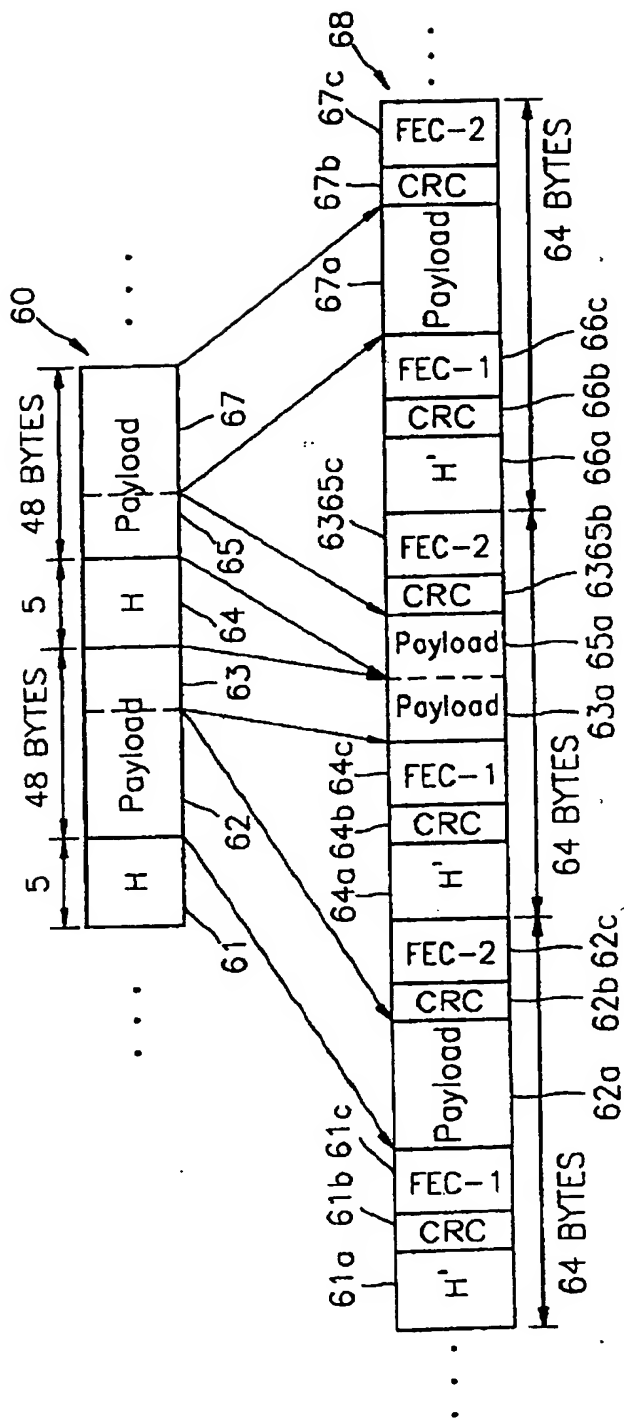 60
5
48 BYTES
5
48 BYTES
H
Payload
H
Payload
61
62
63
64
65
67
• • •
• • •
68
61a
61b
61c
64a
64b
64c
6365c
67a
67b
67c
H'
CRC
FEC-1
Payload
CRC
FEC-2
H'
CRC
FEC-1
Payload
Payload
CRC
FEC-2
H'
CRC
FEC-1
Payload
CRC
FEC-2
• • •
• • •
62a
62b
62c
63a
65a
6365b
66a
66b
66c
64 BYTES
64 BYTES
64 BYTES